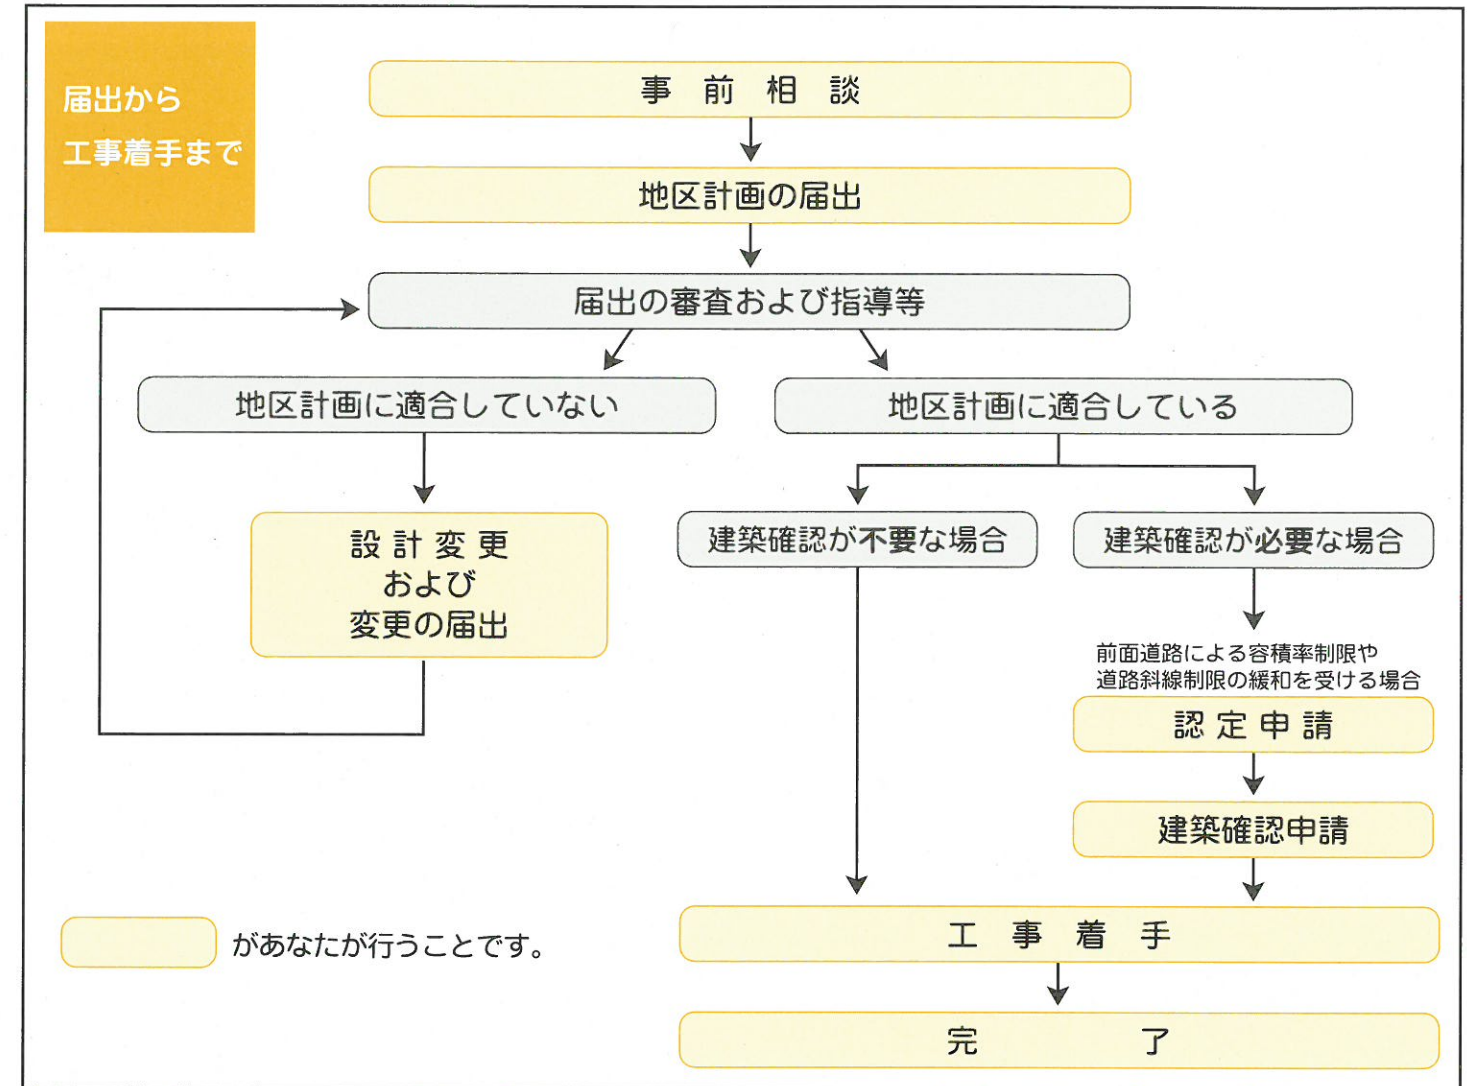 届出から
工事着手まで
事前相談
地区計画の届出
届出の審査および指導等
地区計画に適合していない
地区計画に適合している
設計変更
および
変更の届出
建築確認が不要な場合
建築確認が必要な場合
前面道路による容積率制限や
道路斜線制限の緩和を受ける場合
認定申請
建築確認申請
工事着手
完了
があなたが行うことです。